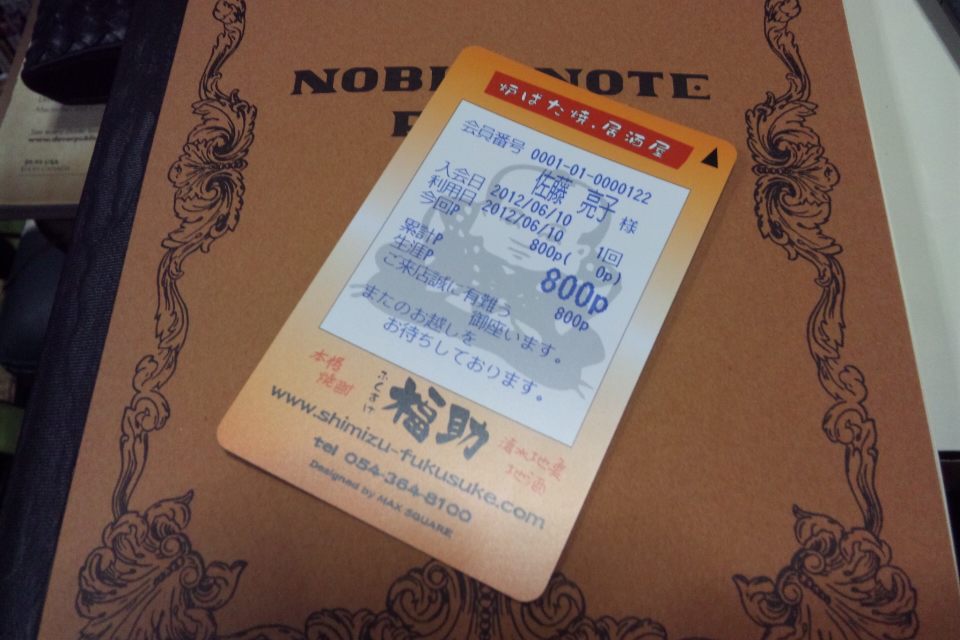 NOBLE NOTE
炉ばた焼.居酒屋
会員番号 0001-01-0000122
佐藤 亮子 様
入会日 2012/06/10
利用日 2012/06/10 1回
今回P 800p( 0p)
累計P 800p
生涯P 800p
ご来店誠に有難う
御座います。
またのお越しを
お待ちしております。
本格
焼酎
ふくすけ
福助
清水地魚
地酒
www.shimizu-fukusuke.com
tel 054-364-8100
Designed by MAX SQUARE